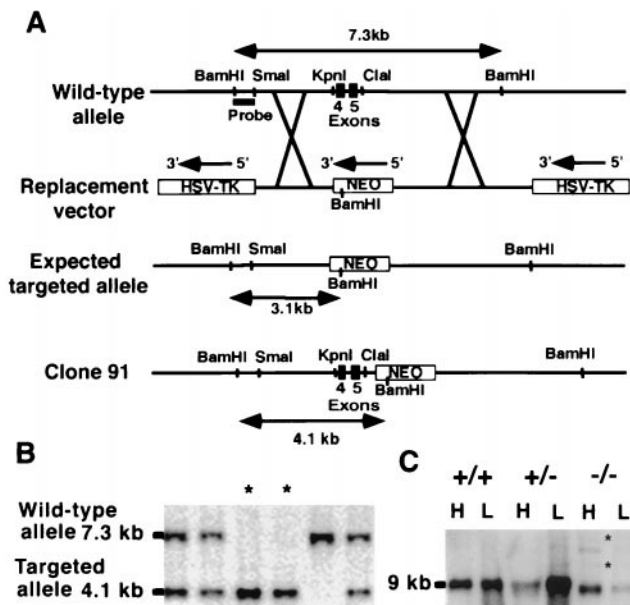 A
7.3kb
BamHI SmaI KpnI ClaI BamHI
Wild-type allele
Probe
4 5
Exons
3' 5' 3' 5' 3' 5'
HSV-TK NEO HSV-TK
Replacement vector
BamHI
BamHI SmaI BamHI
Expected targeted allele
NEO
BamHI
3.1kb
BamHI SmaI KpnI ClaI BamHI
Clone 91
NEO
4 5
BamHI
Exons
4.1 kb
B
* *
Wild-type allele 7.3 kb
Targeted allele 4.1 kb
C
+/+ +/- -/-
H L H L H L
*
*
9 kb